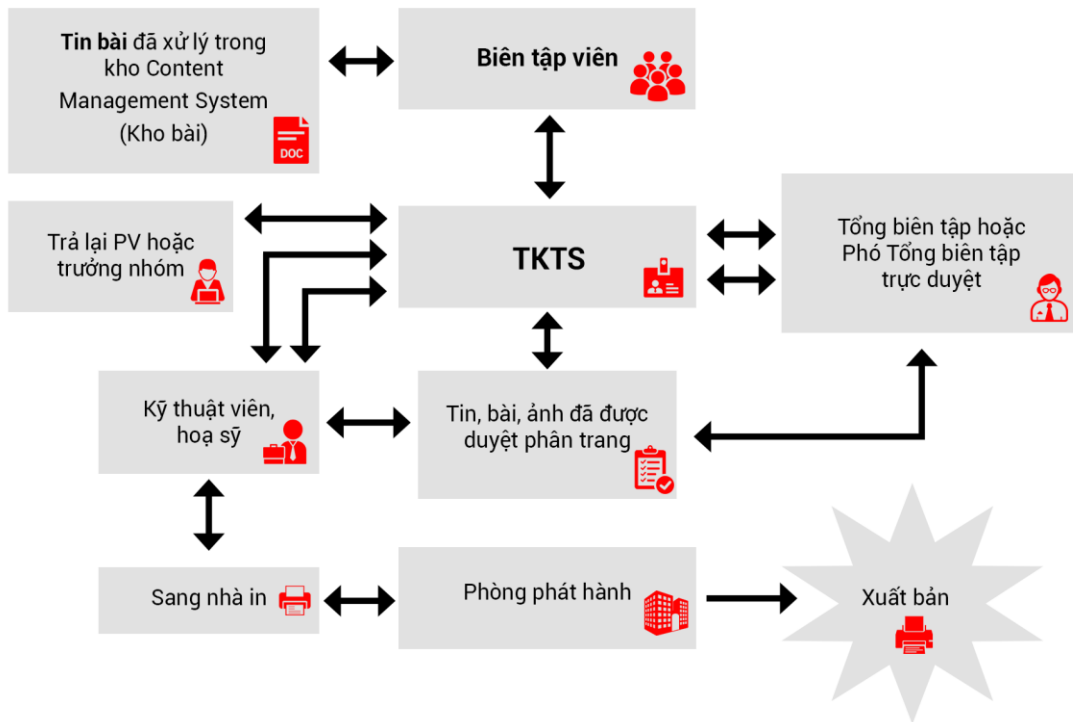 Tin bài đã xử lý trong
kho Content
Management System
(Kho bài)
DOC
Biên tập viên
Trả lại PV hoặc
trưởng nhóm
TKTS
Tổng biên tập hoặc
Phó Tổng biên tập
trực duyệt
Kỹ thuật viên,
hoạ sỹ
Tin, bài, ảnh đã được
duyệt phân trang
Sang nhà in
Phòng phát hành
Xuất bản